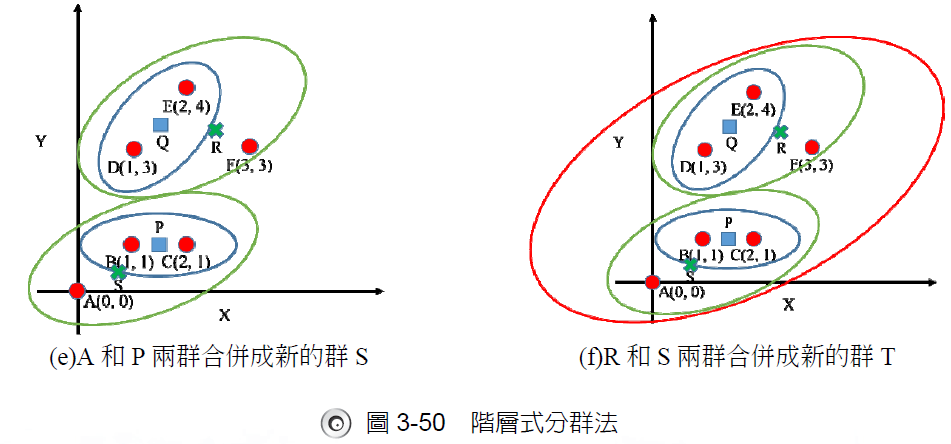 Y
E(2, 4)
Q
R
D(1, 3)
F(3, 3)
P
B(1, 1) C(2, 1)
S
A(0, 0)
X
(e)A 和 P 兩群合併成新的群 S
Y
E(2, 4)
Q
R
D(1, 3)
F(3, 3)
P
B(1, 1) C(2, 1)
S
A(0, 0)
X
(f)R 和 S 兩群合併成新的群 T
圖 3-50 階層式分群法